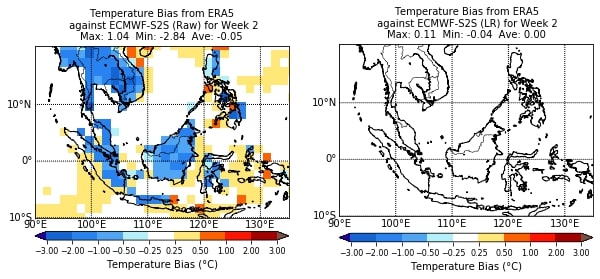 Temperature Bias from ERA5
against ECMWF-S2S (Raw) for Week 2
Max: 1.04 Min: -2.84 Ave: -0.05
10°N
0°
10°S
90°E 100°E 110°E 120°E 130°E
−3.00 −2.00 −1.00 −0.50 −0.25 0.25 0.50 1.00 2.00 3.00
Temperature Bias (°C)
Temperature Bias from ERA5
against ECMWF-S2S (LR) for Week 2
Max: 0.11 Min: -0.04 Ave: 0.00
10°N
0°
10°S
90°E 100°E 110°E 120°E 130°E
−3.00 −2.00 −1.00 −0.50 −0.25 0.25 0.50 1.00 2.00 3.00
Temperature Bias (°C)